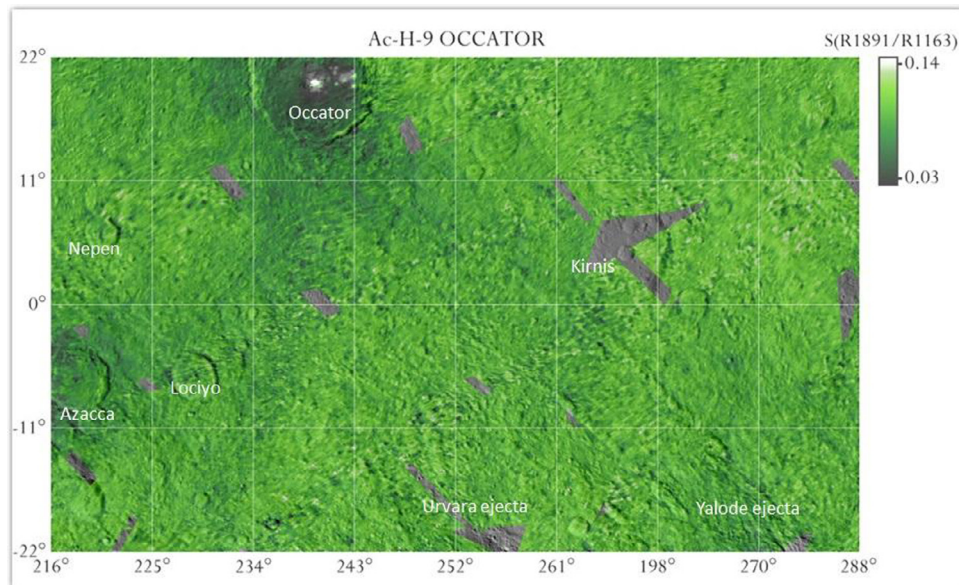 Ac-H-9 OCCATOR
S(R1891/R1163)
0.14
0.03
22°
11°
0°
-11°
-22°
Occator
Nepen
Kirnis
Lociyo
Azacca
Urvara ejecta
Yalode ejecta
216°
225°
234°
243°
252°
261°
198°
270°
288°